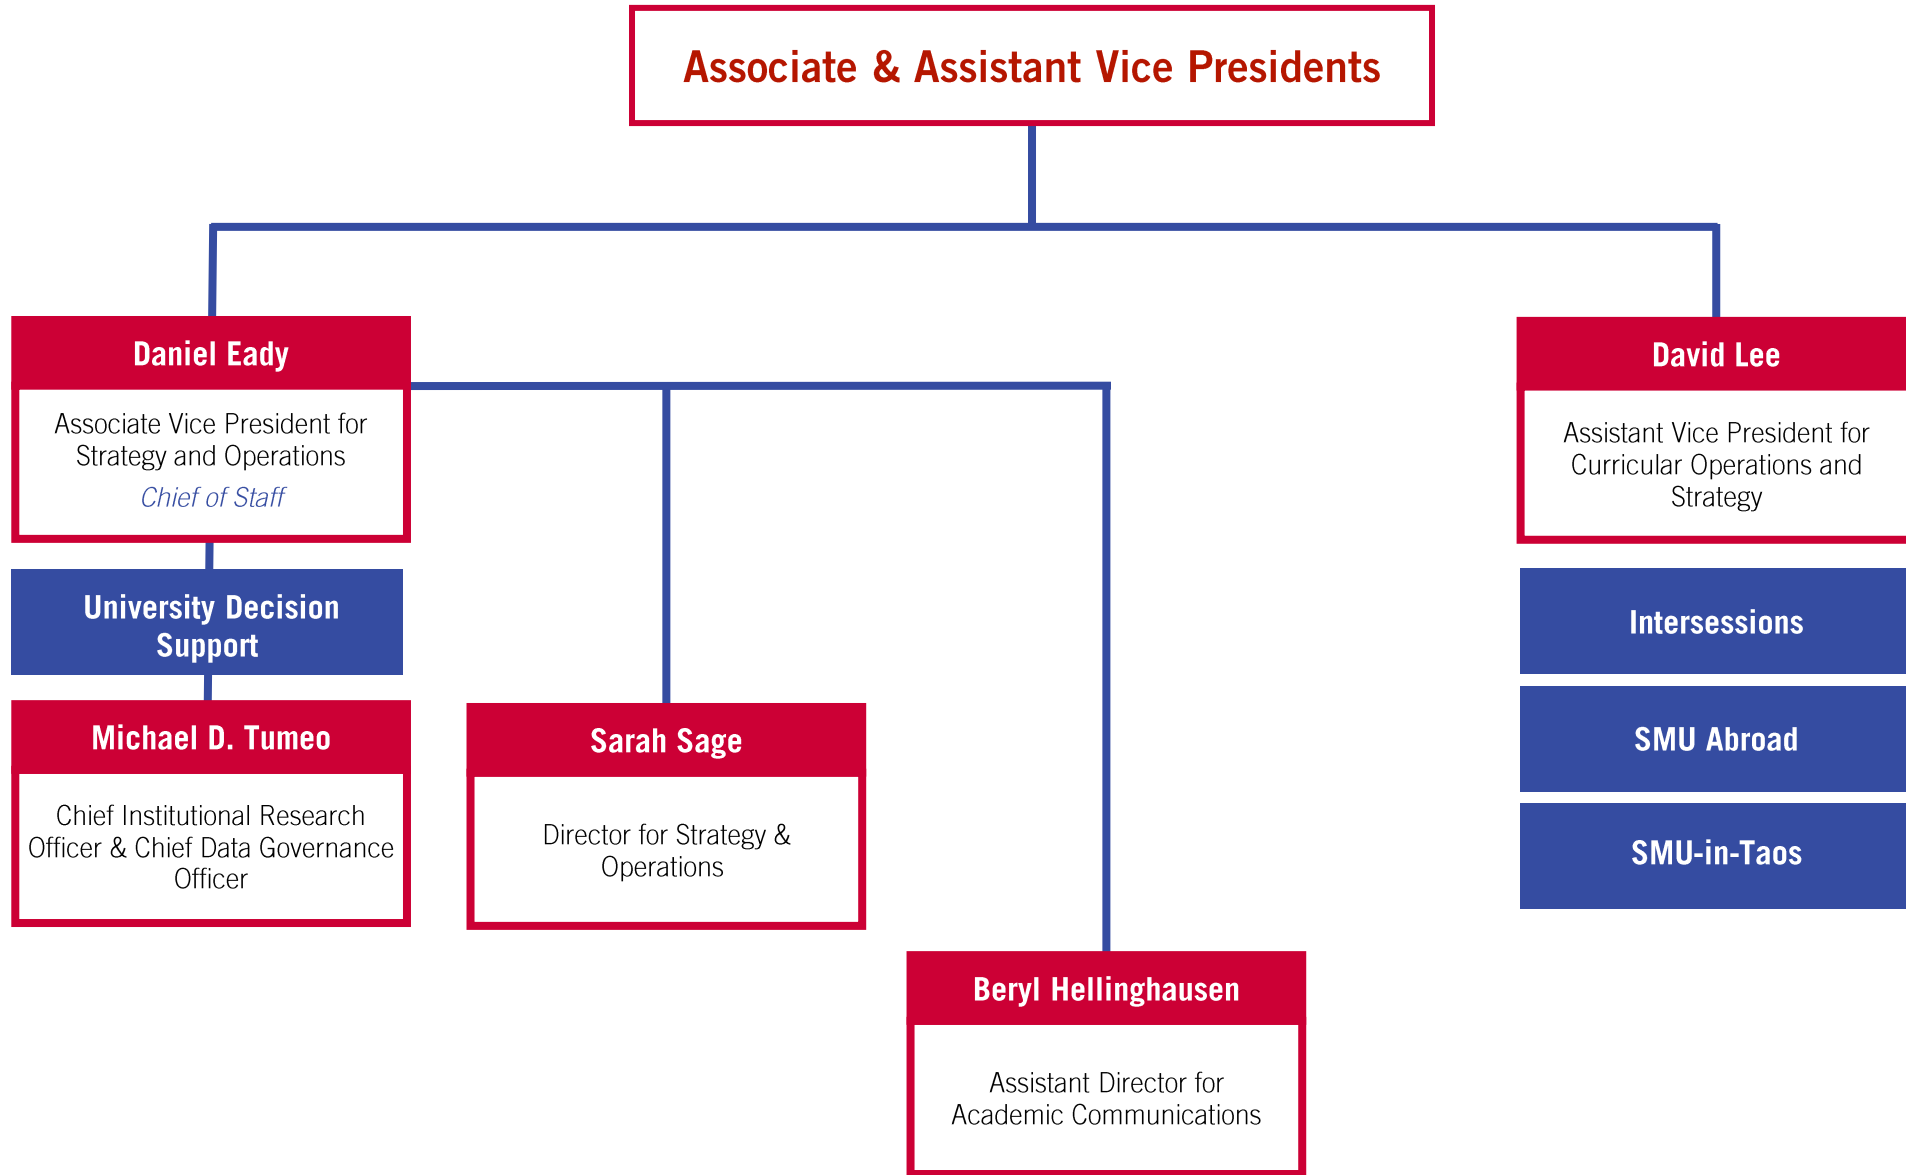 Associate & Assistant Vice Presidents
Daniel Eady
Associate Vice President for
Strategy and Operations
Chief of Staff
University Decision
Support
Michael D. Tumeo
Chief Institutional Research
Officer & Chief Data Governance
Officer
Sarah Sage
Director for Strategy &
Operations
Beryl Hellinghausen
Assistant Director for
Academic Communications
David Lee
Assistant Vice President for
Curricular Operations and
Strategy
Intersessions
SMU Abroad
SMU-in-Taos